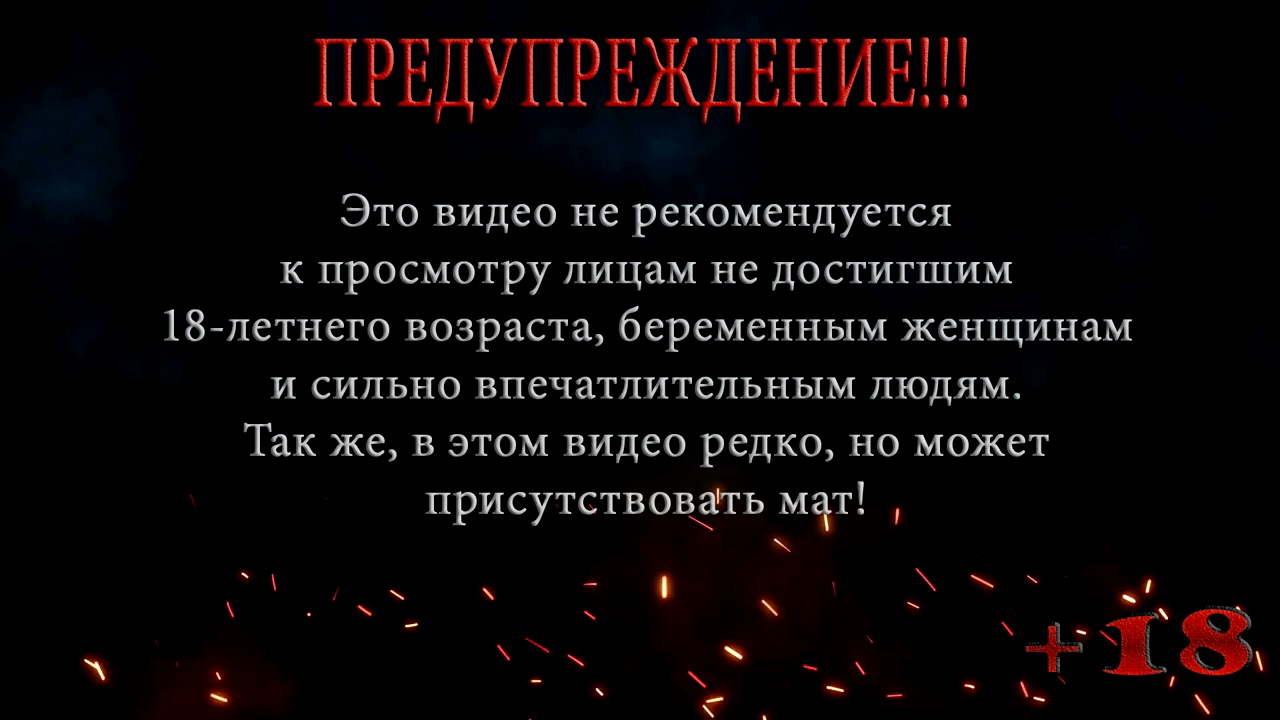 ПРЕДУПРЕЖДЕНИЕ!!!
Это видео не рекомендуется
к просмотру лицам не достигшим
18-летнего возраста, беременным женщинам
и сильно впечатлительным людям.
Так же, в этом видео редко, но может
присутствовать мат!
+18